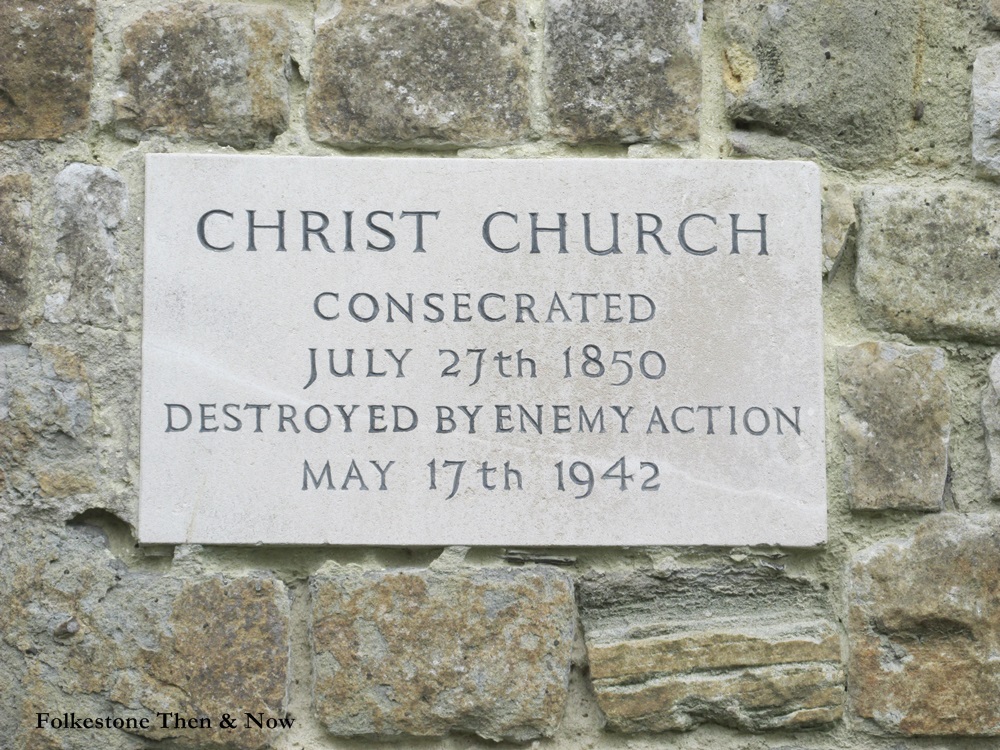 CHRIST CHURCH
CONSECRATED
JULY 27th 1850
DESTROYED BY ENEMY ACTION
MAY 17th 1942
Folkestone Then & Now